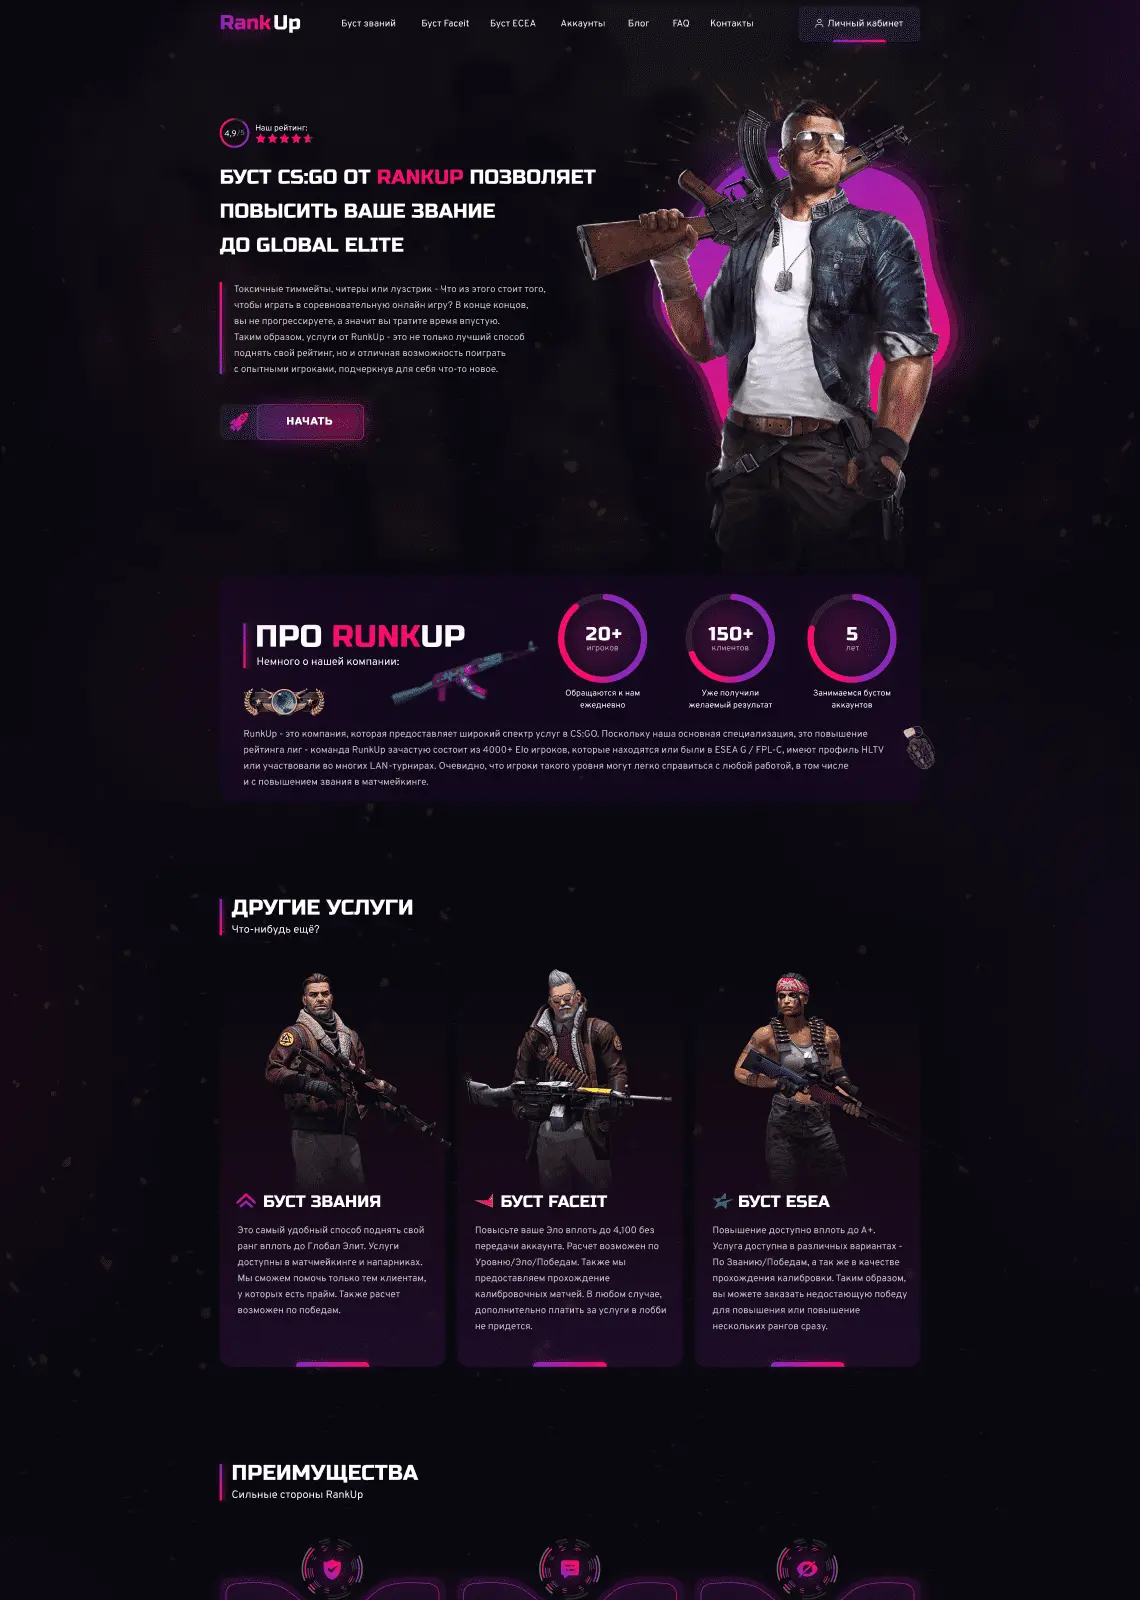 RankUp
Буст званий
Буст Faceit
Буст ECEA
Аккаунты
Блог
FAQ
Контакты
Личный кабинет
4,9/5
Наш рейтинг:
БУСТ CS:GO ОТ RANKUP ПОЗВОЛЯЕТ
ПОВЫСИТЬ ВАШЕ ЗВАНИЕ
ДО GLOBAL ELITE
Токсичные тиммейты, читеры или лузстрик - Что из этого стоит того,
чтобы играть в соревновательную онлайн игру? В конце концов,
вы не прогрессируете, а значит вы тратите время впустую.
Таким образом, услуги от RunkUp - это не только лучший способ
поднять свой рейтинг, но и отличная возможность поиграть
с опытными игроками, подчеркнув для себя что-то новое.
НАЧАТЬ
ПРО RUNKUP
Немного о нашей компании:
20+
игроков
Обращаются к нам
ежедневно
150+
клиентов
Уже получили
желаемый результат
5
лет
Занимаемся бустом
аккаунтов
RunkUp - это компания, которая предоставляет широкий спектр услуг в CS:GO. Поскольку наша основная специализация, это повышение
рейтинга лиг - команда RunkUp зачастую состоит из 4000+ Elo игроков, которые находятся или были в ESEA G / FPL-C, имеют профиль HLTV
или участвовали во многих LAN-турнирах. Очевидно, что игроки такого уровня могут легко справиться с любой работой, в том числе
и с повышением звания в матчмейкинге.
ДРУГИЕ УСЛУГИ
Что-нибудь ещё?
БУСТ ЗВАНИЯ
Это самый удобный способ поднять свой
ранг вплоть до Глобал Элит. Услуги
доступны в матчмейкинге и напарниках.
Мы сможем помочь только тем клиентам,
у которых есть прайм. Также расчет
возможен по победам.
БУСТ FACEIT
Повысьте ваше Эло вплоть до 4,100 без
передачи аккаунта. Расчет возможен по
Уровню/Эло/Победам. Также мы
предоставляем прохождение
калибровочных матчей. В любом случае,
дополнительно платить за услуги в лобби
не придется.
БУСТ ESEA
Повышение доступно вплоть до A+.
Услуга доступна в различных вариантах -
По Званию/Победам, а так же в качестве
прохождения калибровки. Таким образом,
вы можете заказать недостающую победу
для повышения или повышение
нескольких рангов сразу.
ПРЕИМУЩЕСТВА
Сильные стороны RankUp